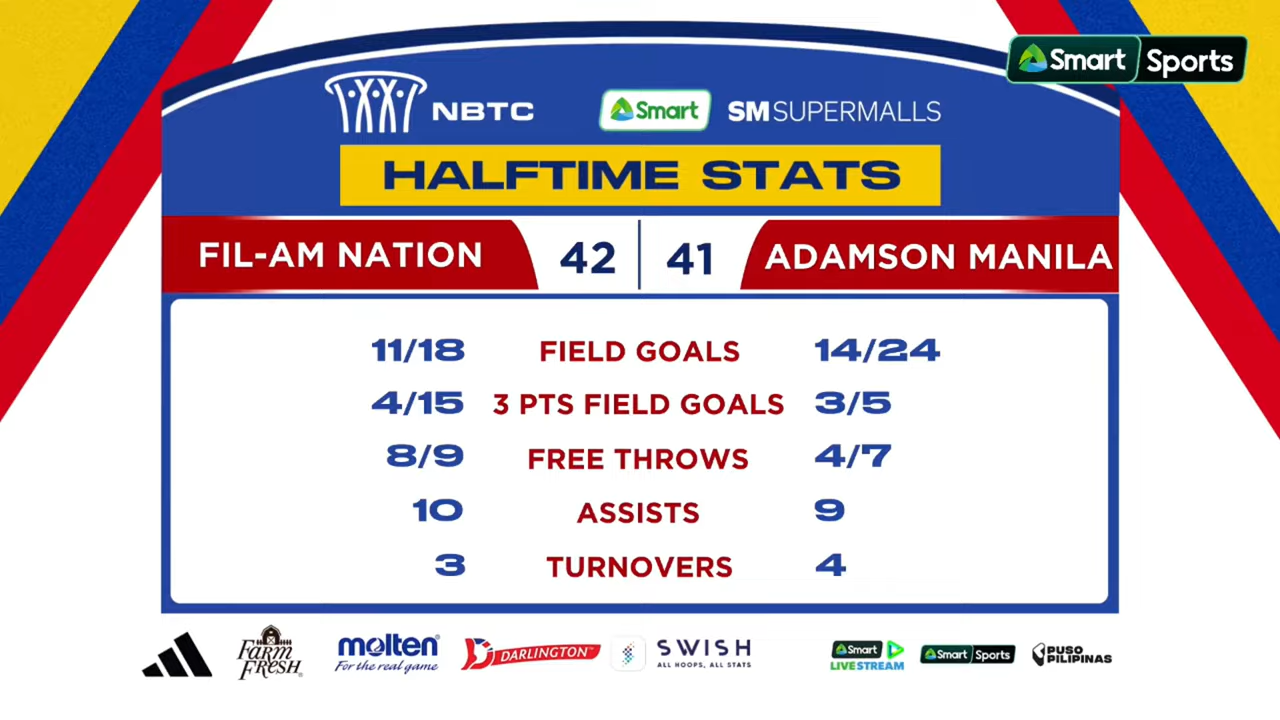 Smart Sports
NBTC Smart SM SUPERMALLS
HALFTIME STATS
FIL-AM NATION 42 41 ADAMSON MANILA
11/18 FIELD GOALS 14/24
4/15 3 PTS FIELD GOALS 3/5
8/9 FREE THROWS 4/7
10 ASSISTS 9
3 TURNOVERS 4
FARM FRESH
molten
For the real game
DARLINGTON
SWISH
ALL HOOPS, ALL STATS
Smart
LIVESTREAM
Smart Sports
PUSO
PILIPINAS